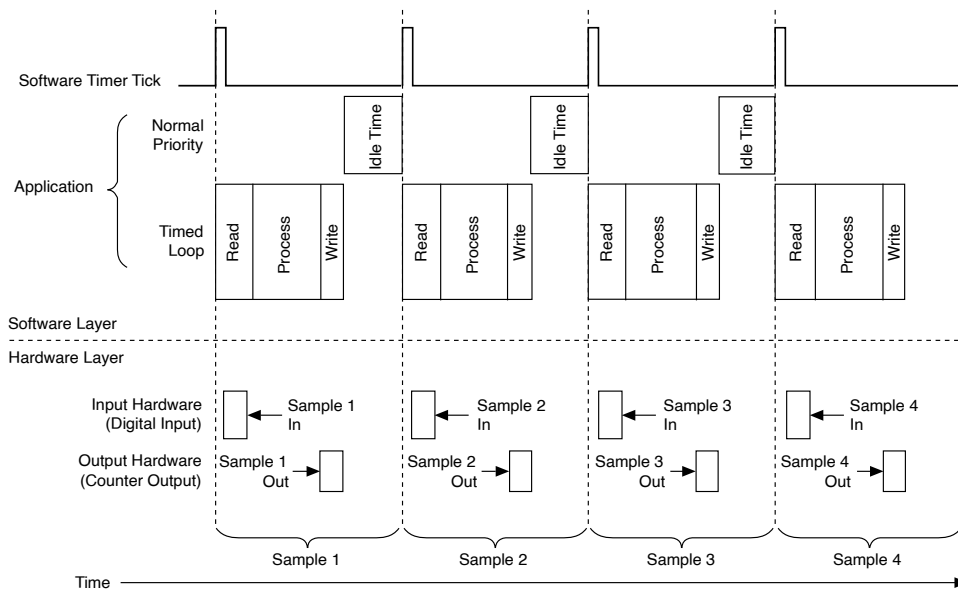 Software Timer Tick
Normal
Priority
Idle Time
Idle Time
Idle Time
Application
Timed
Loop
Read
Process
Write
Read
Process
Write
Read
Process
Write
Read
Process
Write
Software Layer
Hardware Layer
Input Hardware
(Digital Input)
Sample 1
In
Sample 2
In
Sample 3
In
Sample 4
In
Output Hardware
(Counter Output)
Sample 1
Out
Sample 2
Out
Sample 3
Out
Sample 4
Out
Sample 1
Sample 2
Sample 3
Sample 4
Time